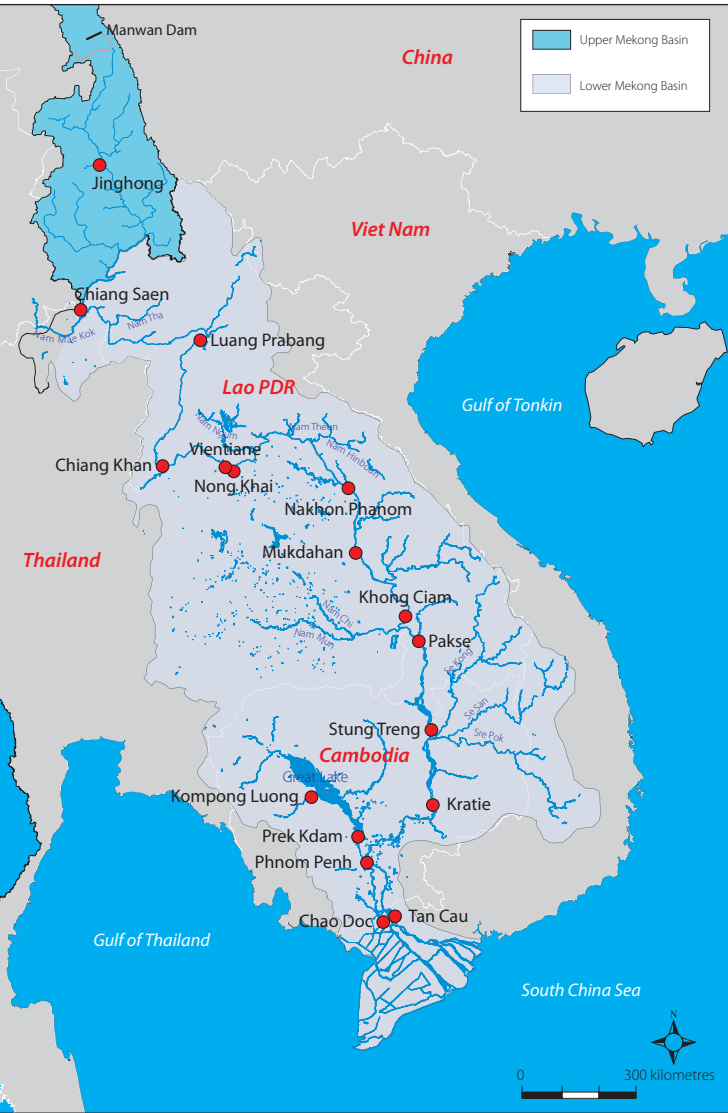 Manwan Dam
China
Upper Mekong Basin
Lower Mekong Basin
Jinghong
Viet Nam
Chiang Saen
Nam Tha
Nam Mae Kok
Luang Prabang
Lao PDR
Gulf of Tonkin
Nam Ngum
Nam Theun
Vientiane
Nam Hinboun
Chiang Khan
Nong Khai
Nakhon Phanom
Thailand
Mukdahan
Khong Ciam
Nam Chi
Nam Mun
Pakse
Se Kong
Se San
Stung Treng
Sre Pok
Cambodia
Great Lake
Kompong Luong
Kratie
Prek Kdam
Phnom Penh
Chao Doc
Tan Cau
Gulf of Thailand
South China Sea
N
0 300 kilometres